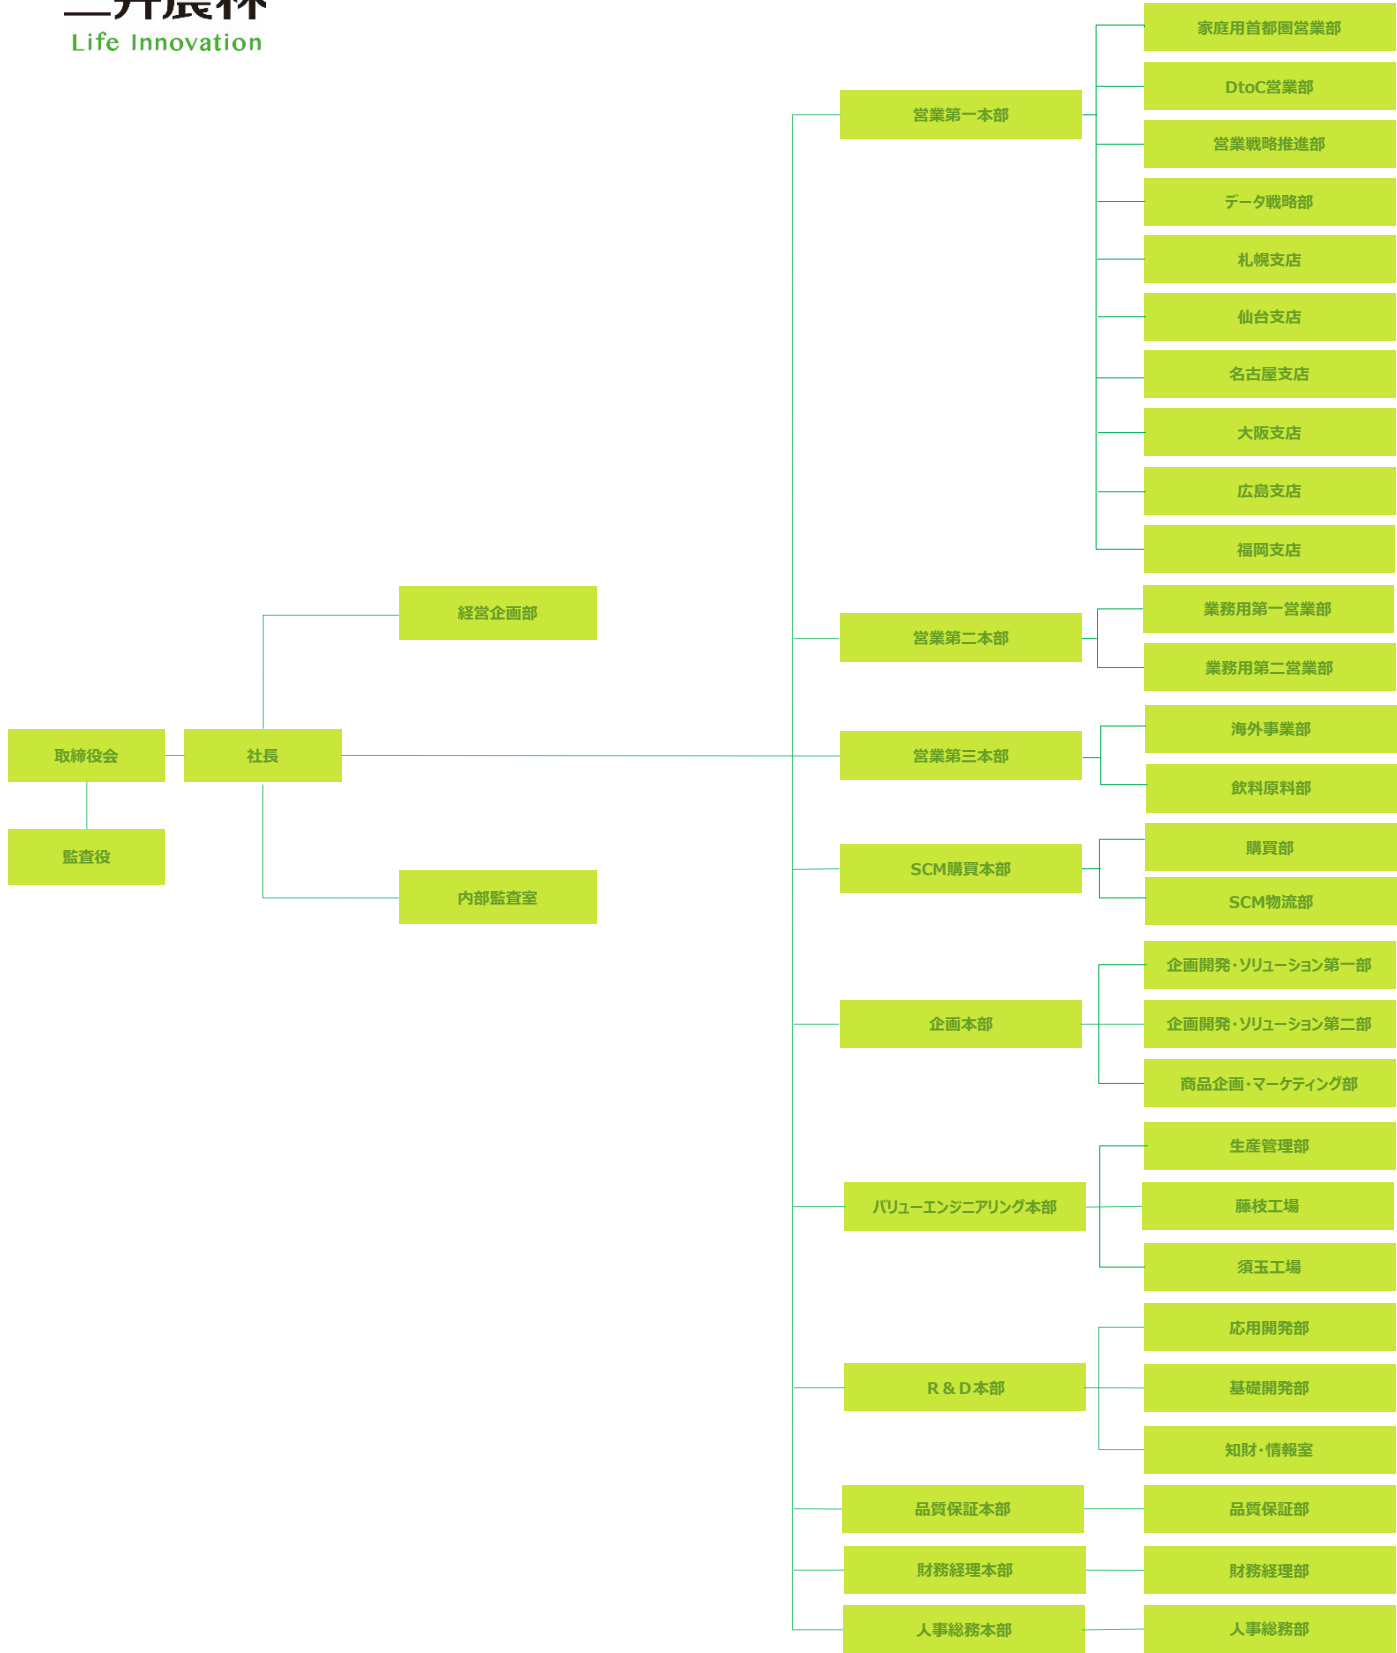 三井農林
Life Innovation
取締役会
監査役
社長
経営企画部
内部監査室
営業第一本部
家庭用首都圏営業部
DtoC営業部
営業戦略推進部
データ戦略部
札幌支店
仙台支店
名古屋支店
大阪支店
広島支店
福岡支店
営業第二本部
業務用第一営業部
業務用第二営業部
営業第三本部
海外事業部
飲料原料部
SCM購買本部
購買部
SCM物流部
企画本部
企画開発・ソリューション第一部
企画開発・ソリューション第二部
商品企画・マーケティング部
バリューエンジニアリング本部
生産管理部
藤枝工場
須玉工場
R&D本部
応用開発部
基礎開発部
知財・情報室
品質保証本部
品質保証部
財務経理本部
財務経理部
人事総務本部
人事総務部